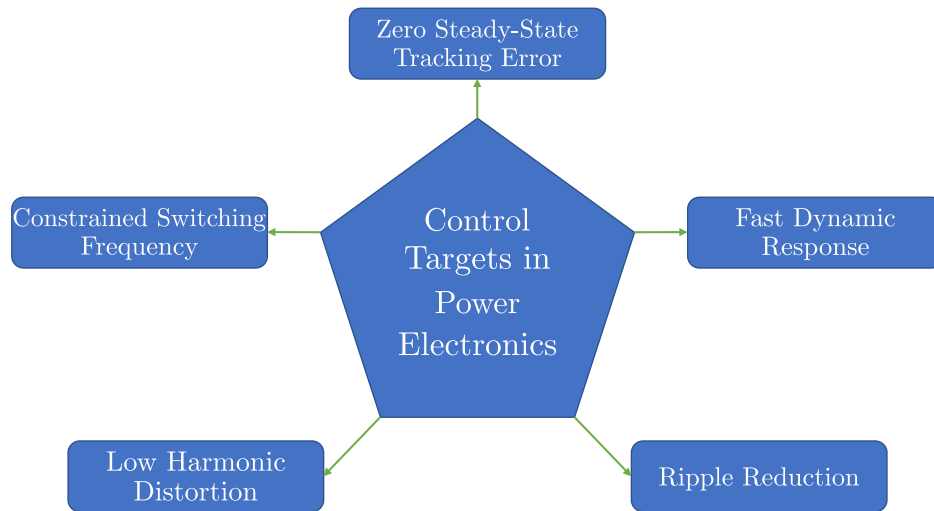 Zero Steady-State
Tracking Error
Constrained Switching
Frequency
Control
Targets in
Power
Electronics
Fast Dynamic
Response
Low Harmonic
Distortion
Ripple Reduction